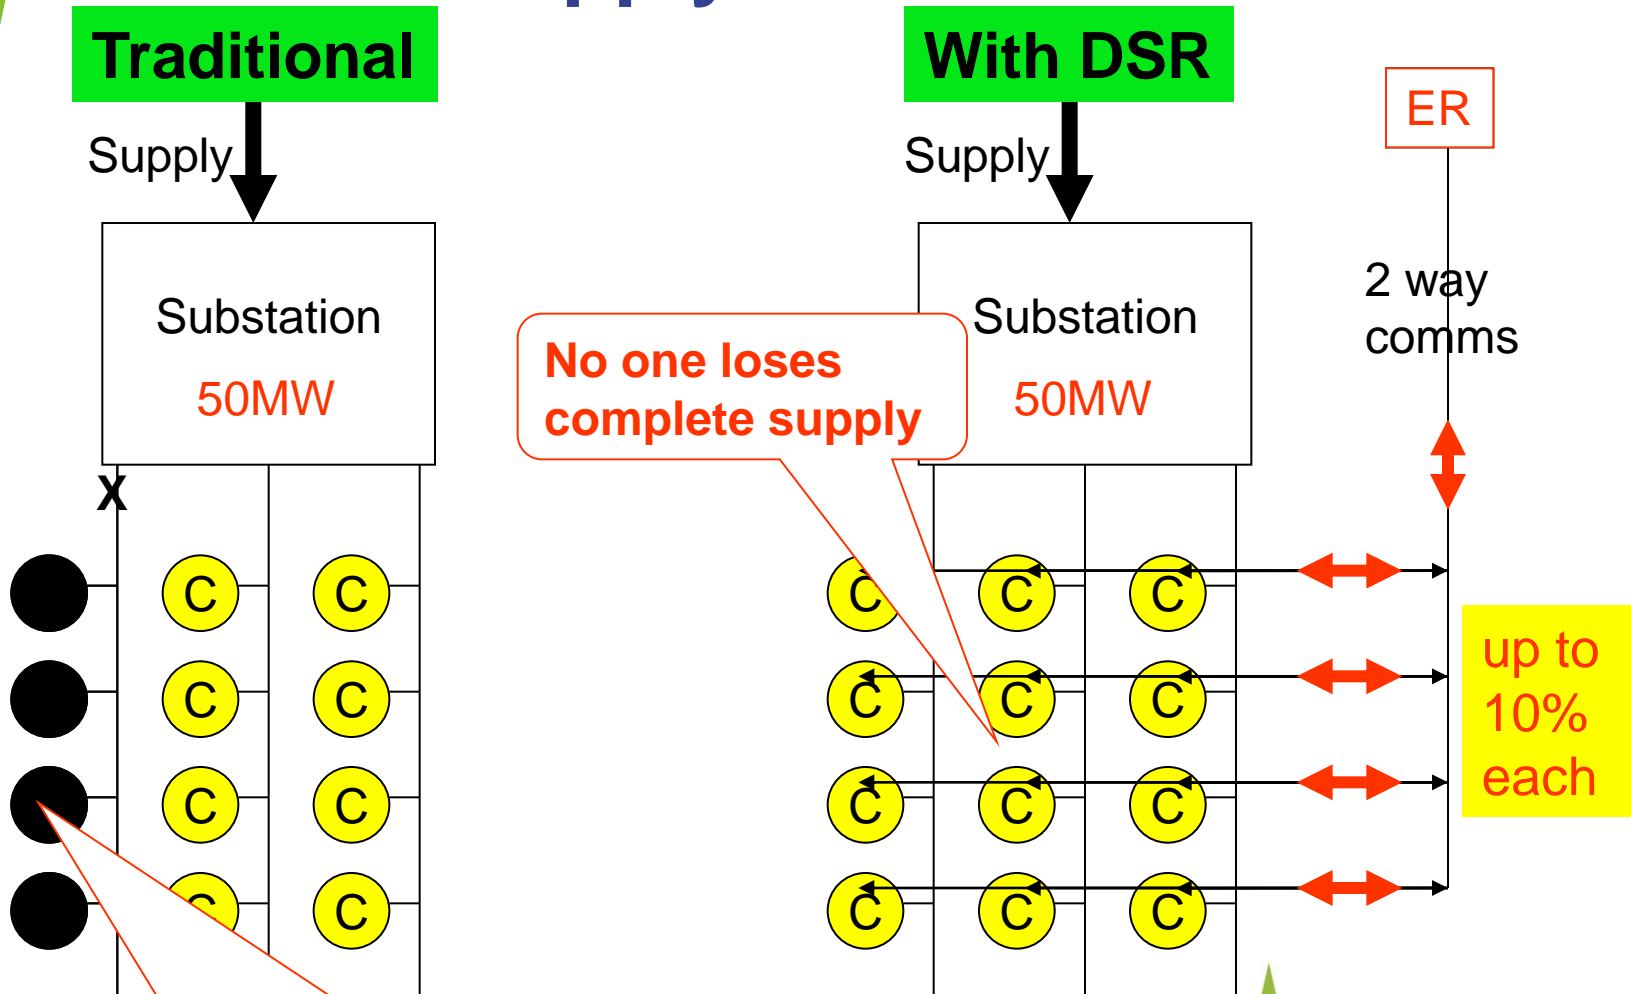 Traditional
Supply
Substation
50MW
X
C C
C C
C C
C C
With DSR
Supply
Substation
50MW
No one loses
complete supply
C C C
C C C
C C C
C C C
ER
2 way
comms
up to
10%
each